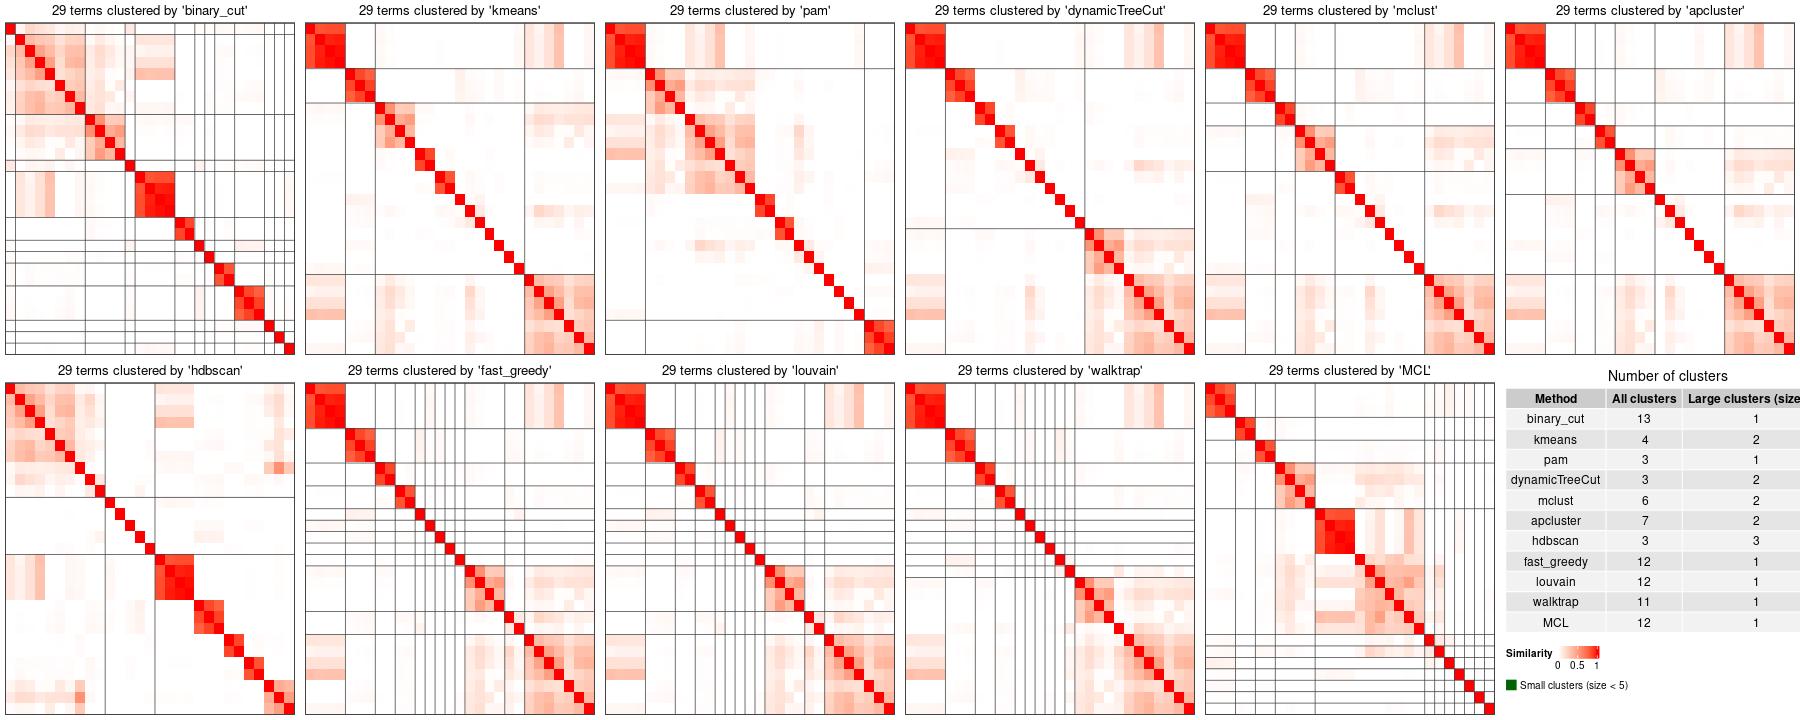 29 terms clustered by 'binary_cut'
29 terms clustered by 'kmeans'
29 terms clustered by 'pam'
29 terms clustered by 'dynamicTreeCut'
29 terms clustered by 'mclust'
29 terms clustered by 'apcluster'
29 terms clustered by 'hdbscan'
29 terms clustered by 'fast_greedy'
29 terms clustered by 'louvain'
29 terms clustered by 'walktrap'
29 terms clustered by 'MCL'
Number of clusters
Method All clusters Large clusters (size
binary_cut 13 1
kmeans 4 2
pam 3 1
dynamicTreeCut 3 2
mclust 6 2
apcluster 7 2
hdbscan 3 3
fast_greedy 12 1
louvain 12 1
walktrap 11 1
MCL 12 1
Similarity
0 0.5 1
Small clusters (size < 5)